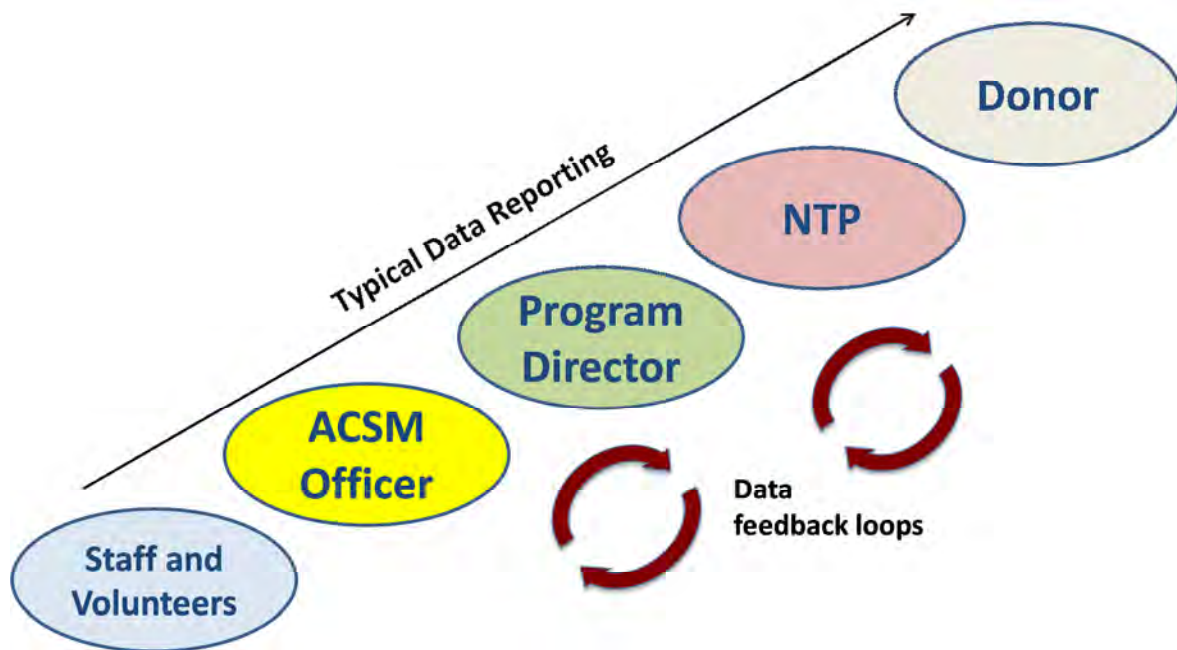 Donor
Typical Data Reporting
NTP
Program
Director
ACSM
Officer
Data
feedback loops
Staff and
Volunteers